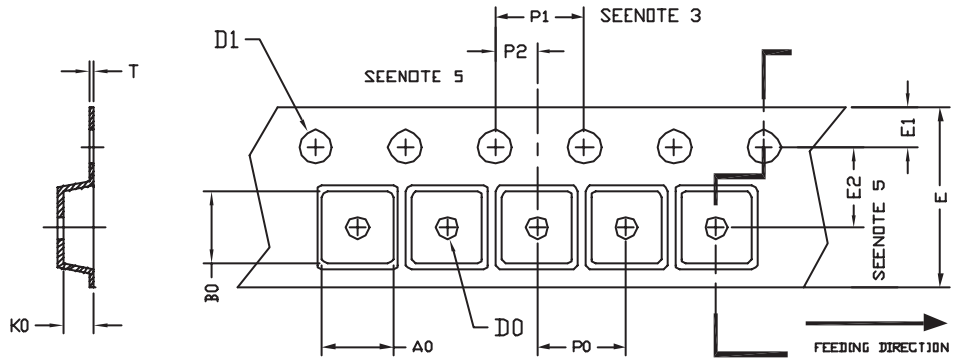 P1
SEENOTE 3
D1
P2
T
SEENOTE 5
E1
E2
E
SEENOTE 5
B0
K0
D0
A0
P0
FEEDING DIRECTION